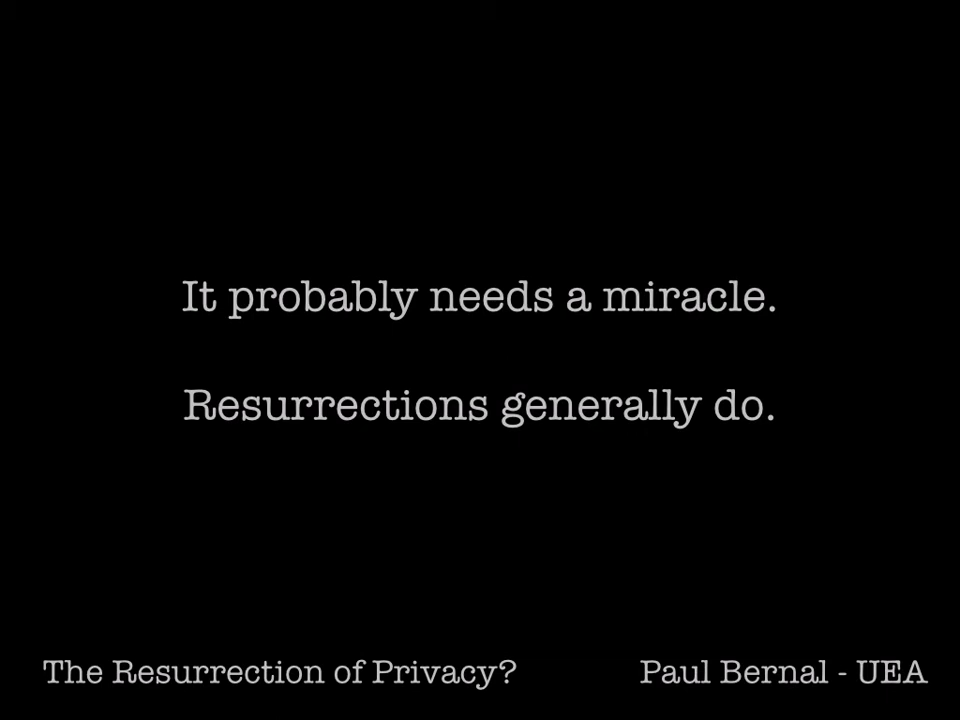 It probably needs a miracle.
Resurrections generally do.
The Resurrection of Privacy? Paul Bernal - UEA